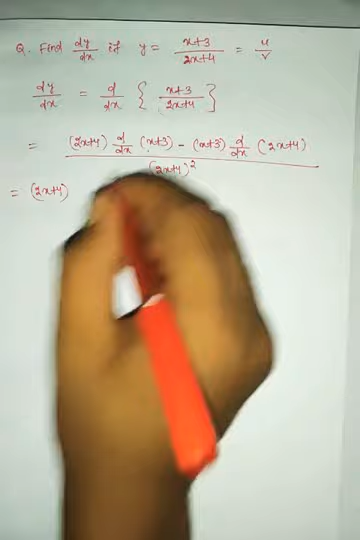 Q. Find dy/dx if y = x+3/2x+4 = u/v
dy/dx = d/dx { x+3/2x+4 }
= (2x+4) d/dx (x+3) - (x+3) d/dx (2x+4) / (2x+4)²
= (2x+4)